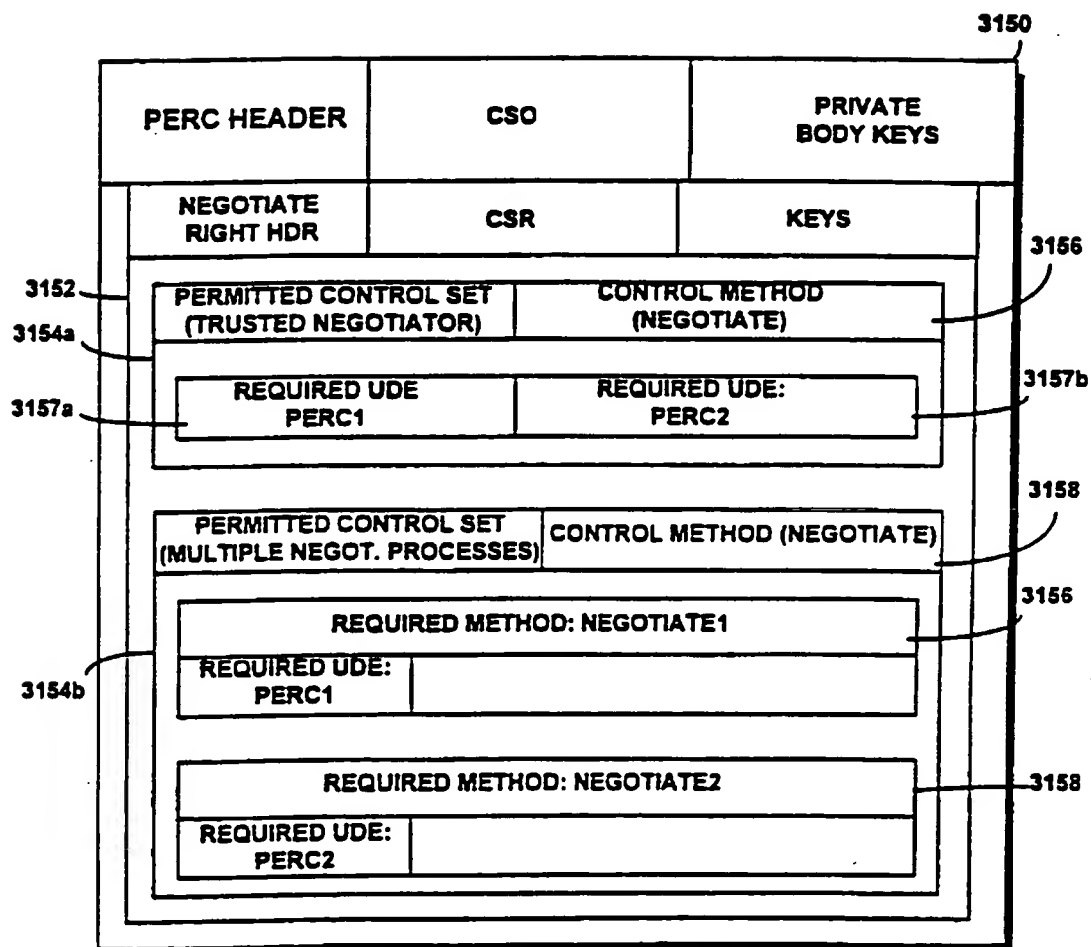 3150
PERC HEADER
CSO
PRIVATE
BODY KEYS
NEGOTIATE
RIGHT HDR
CSR
KEYS
3156
3152
PERMITTED CONTROL SET
(TRUSTED NEGOTIATOR)
CONTROL METHOD
(NEGOTIATE)
3154a
3157a
REQUIRED UDE
PERC1
REQUIRED UDE:
PERC2
3157b
3158
PERMITTED CONTROL SET
(MULTIPLE NEGOT. PROCESSES)
CONTROL METHOD (NEGOTIATE)
3156
REQUIRED METHOD: NEGOTIATE1
3154b
REQUIRED UDE:
PERC1
REQUIRED METHOD: NEGOTIATE2
3158
REQUIRED UDE:
PERC2